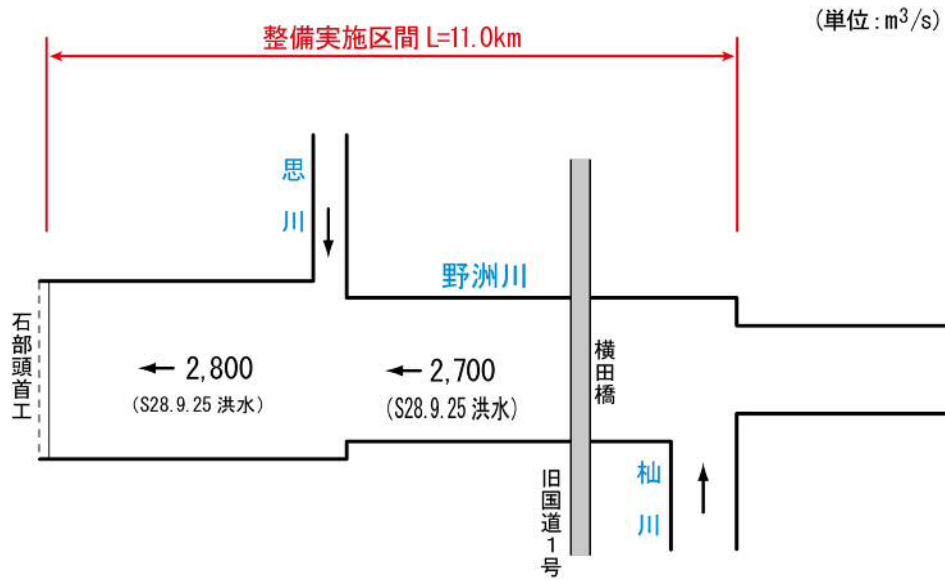 (単位:m³/s)
整備実施区間 L=11.0km
思川
野洲川
石部頭首工
← 2,800
(S28.9.25 洪水)
← 2,700
(S28.9.25 洪水)
横田橋
旧国道1号
杣川